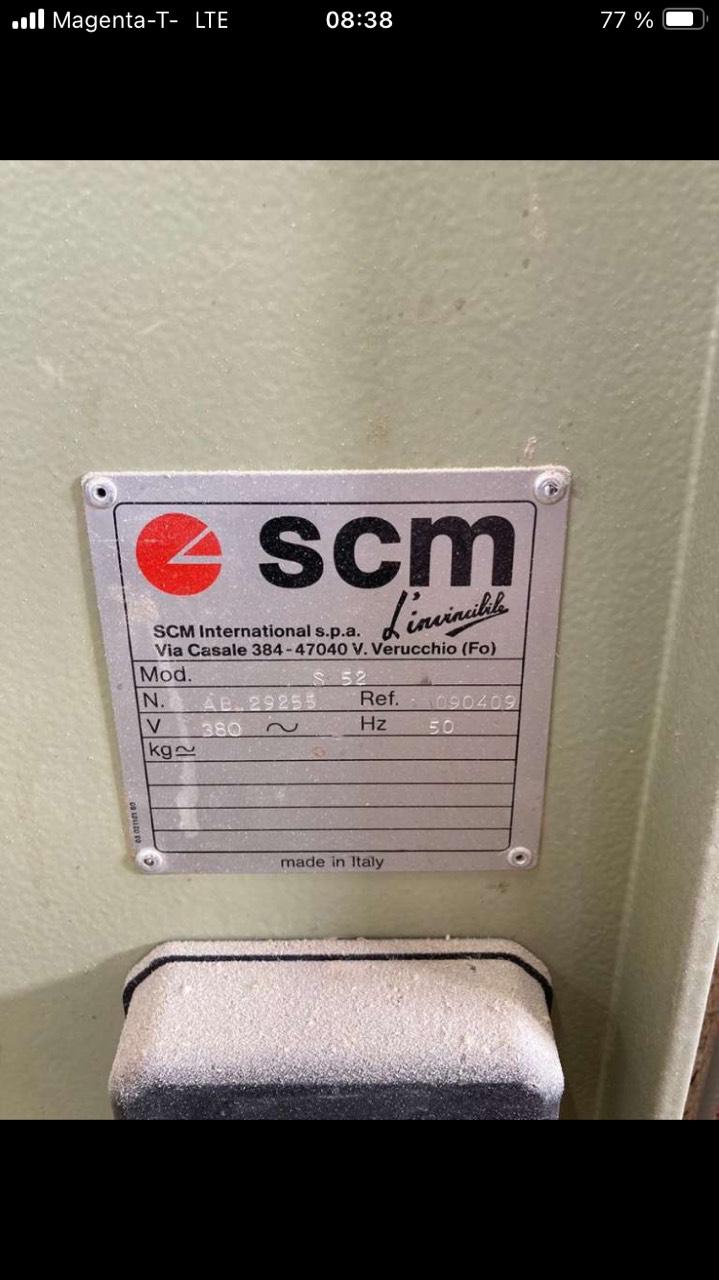 Magenta-T- LTE 08:38 77 %
scm
L'invincibile
SCM International s.p.a.
Via Casale 384-47040 V. Verucchio (Fo)
Mod. S 52
N. AB 29255 Ref. 090409
V 380 ~ Hz 50
kg≃
made in Italy